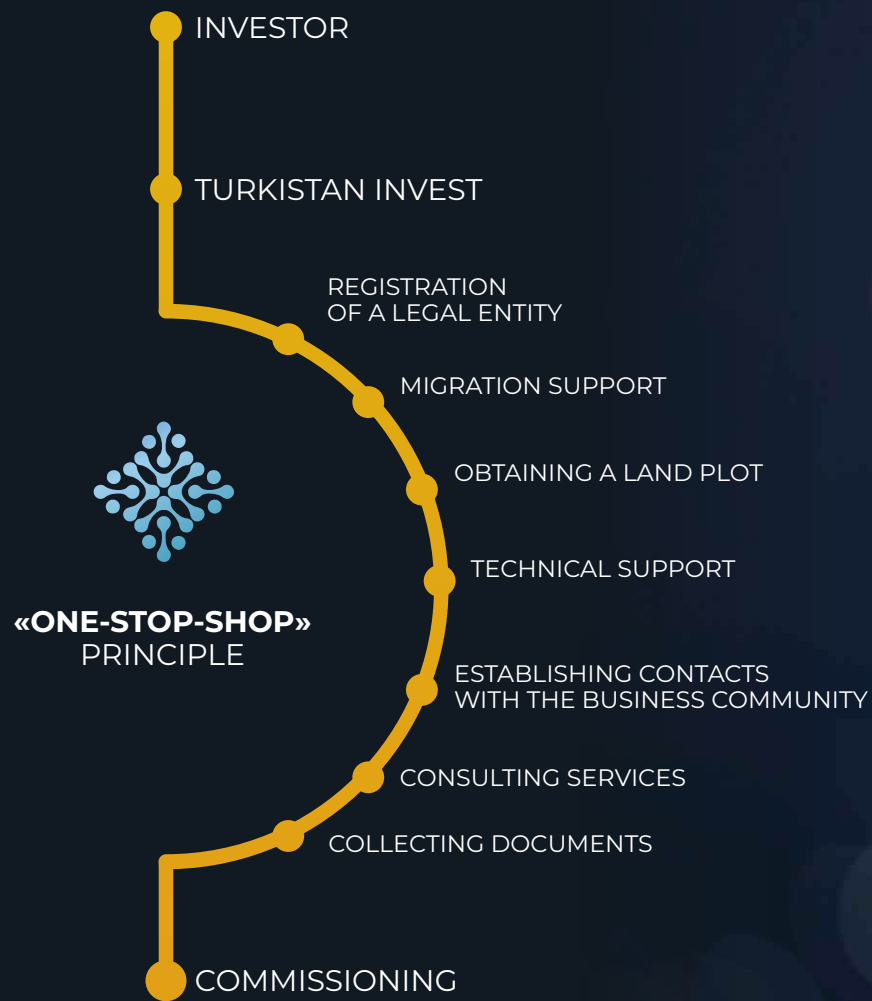 INVESTOR
TURKISTAN INVEST
REGISTRATION
OF A LEGAL ENTITY
MIGRATION SUPPORT
OBTAINING A LAND PLOT
TECHNICAL SUPPORT
«ONE-STOP-SHOP»
PRINCIPLE
ESTABLISHING CONTACTS
WITH THE BUSINESS COMMUNITY
CONSULTING SERVICES
COLLECTING DOCUMENTS
COMMISSIONING